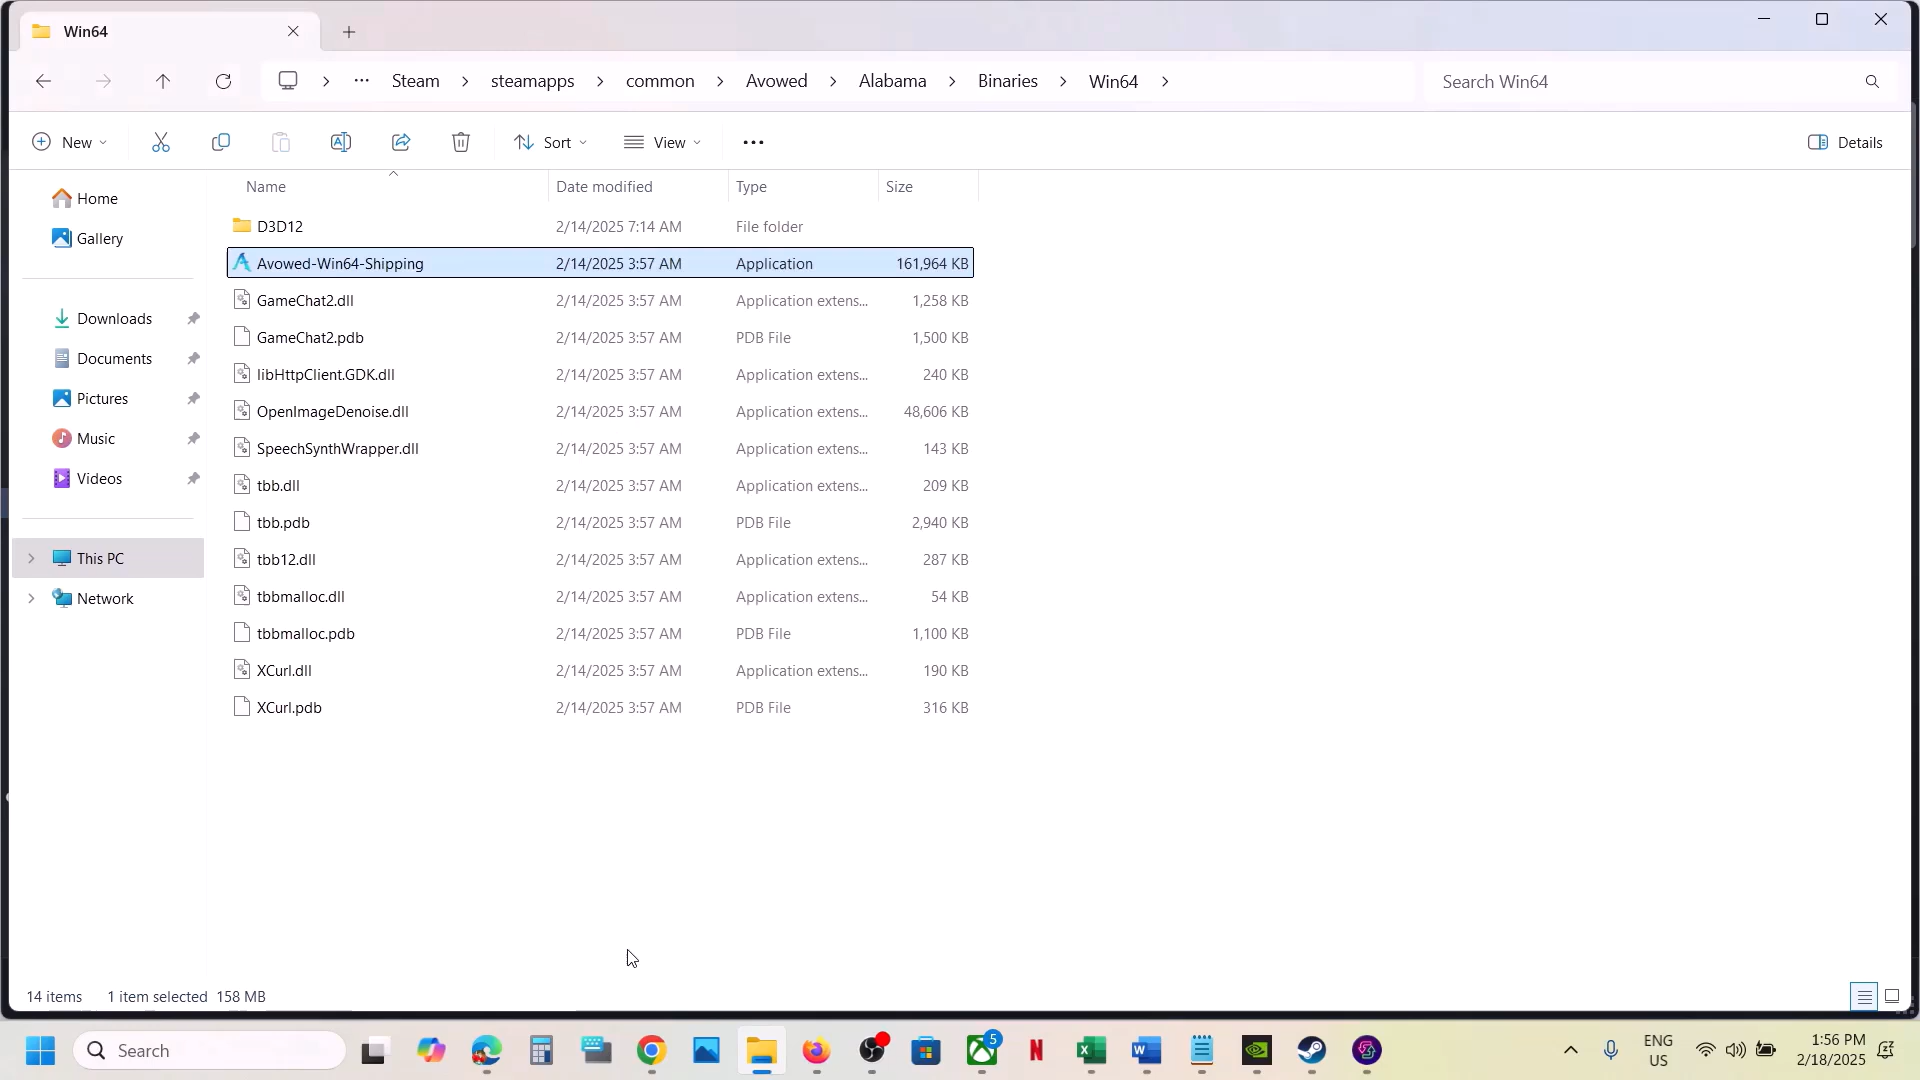 Win64
Steam steamapps common Avowed Alabama Binaries Win64
Search Win64
New Sort View ••• Details
Name Date modified Type Size
Home
Gallery
Downloads
Documents
Pictures
Music
Videos
This PC
Network
D3D12 2/14/2025 7:14 AM File folder
Avowed-Win64-Shipping 2/14/2025 3:57 AM Application 161,964 KB
GameChat2.dll 2/14/2025 3:57 AM Application extens... 1,258 KB
GameChat2.pdb 2/14/2025 3:57 AM PDB File 1,500 KB
libHttpClient.GDK.dll 2/14/2025 3:57 AM Application extens... 240 KB
OpenImageDenoise.dll 2/14/2025 3:57 AM Application extens... 48,606 KB
SpeechSynthWrapper.dll 2/14/2025 3:57 AM Application extens... 143 KB
tbb.dll 2/14/2025 3:57 AM Application extens... 209 KB
tbb.pdb 2/14/2025 3:57 AM PDB File 2,940 KB
tbb12.dll 2/14/2025 3:57 AM Application extens... 287 KB
tbbmalloc.dll 2/14/2025 3:57 AM Application extens... 54 KB
tbbmalloc.pdb 2/14/2025 3:57 AM PDB File 1,100 KB
XCurl.dll 2/14/2025 3:57 AM Application extens... 190 KB
XCurl.pdb 2/14/2025 3:57 AM PDB File 316 KB
14 items 1 item selected 158 MB
Search
5
N
ENG
US
1:56 PM
2/18/2025